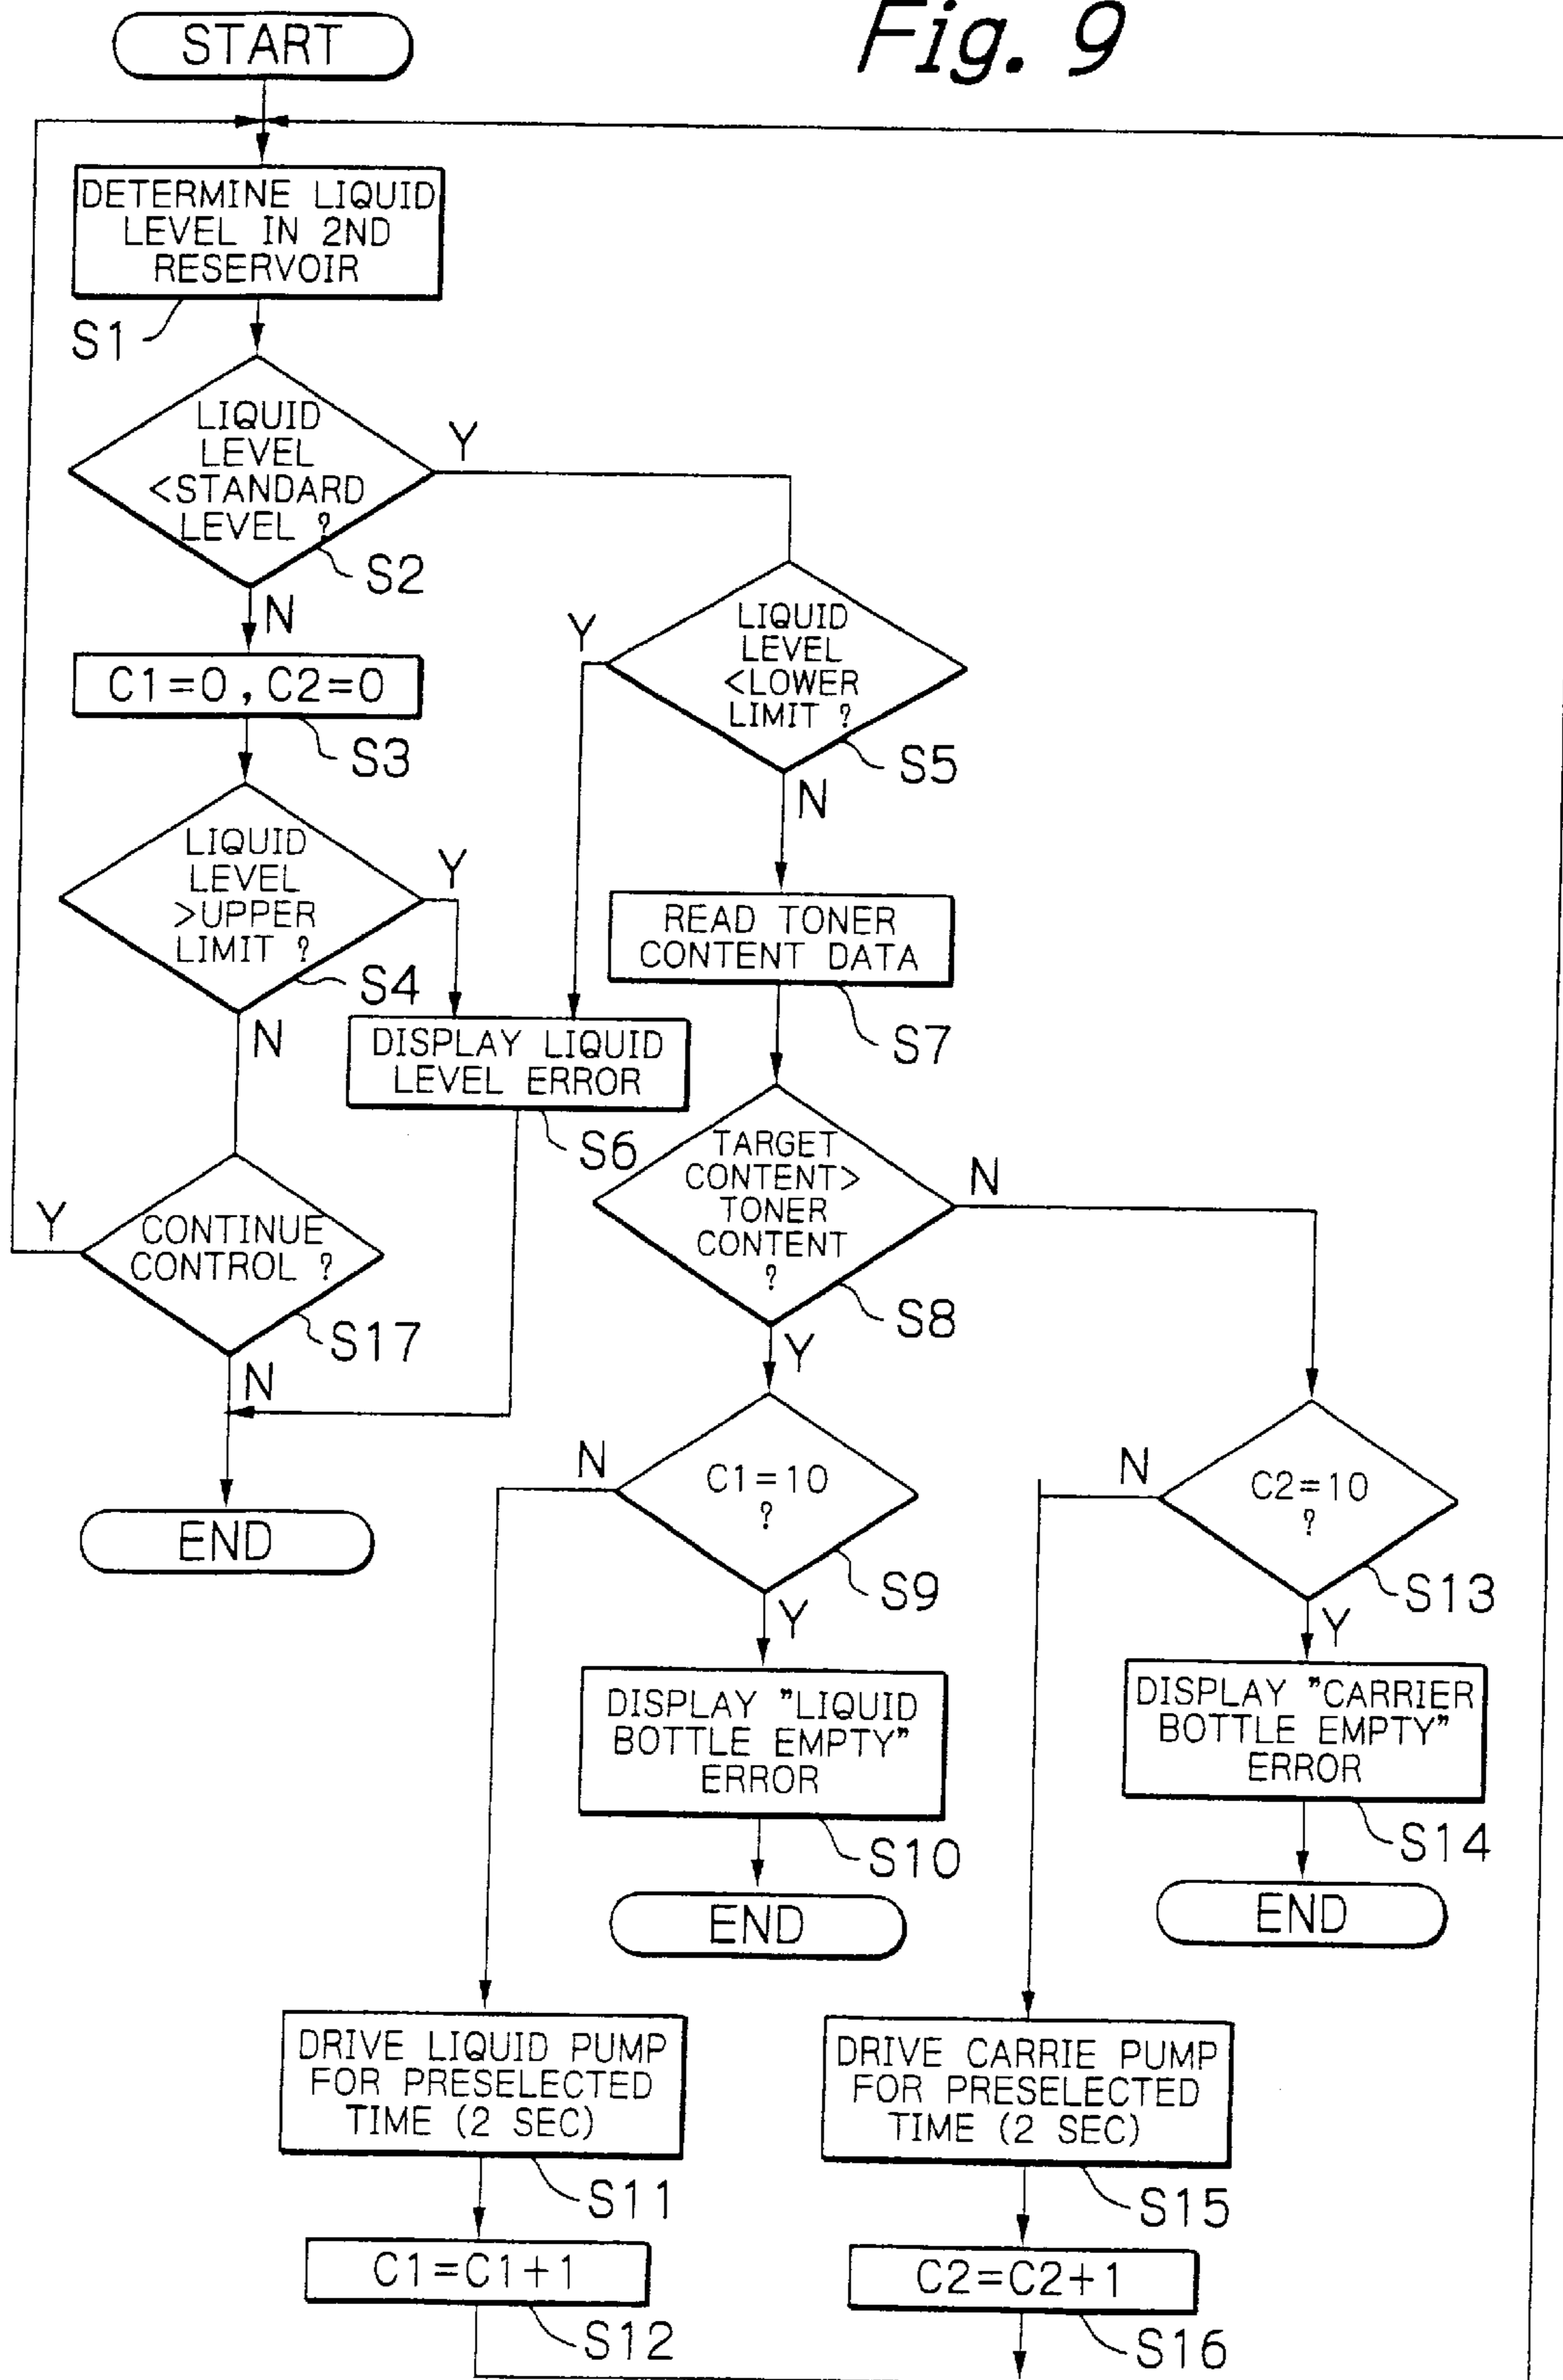 Fig. 9
START
DETERMINE LIQUID
LEVEL IN 2ND
RESERVOIR
S1
LIQUID
LEVEL
<STANDARD
LEVEL ?
Y
S2
N
C1=0, C2=0
S3
LIQUID
LEVEL
>UPPER
LIMIT ?
Y
S4
N
LIQUID
LEVEL
<LOWER
LIMIT ?
Y
S5
N
DISPLAY LIQUID
LEVEL ERROR
S6
READ TONER
CONTENT DATA
S7
CONTINUE
CONTROL ?
Y
S17
N
END
TARGET
CONTENT>
TONER
CONTENT
?
N
S8
Y
C1=10
?
N
S9
Y
DISPLAY "LIQUID
BOTTLE EMPTY"
ERROR
S10
END
C2=10
?
N
S13
Y
DISPLAY "CARRIER
BOTTLE EMPTY"
ERROR
S14
END
DRIVE LIQUID PUMP
FOR PRESELECTED
TIME (2 SEC)
S11
C1=C1+1
S12
DRIVE CARRIE PUMP
FOR PRESELECTED
TIME (2 SEC)
S15
C2=C2+1
S16